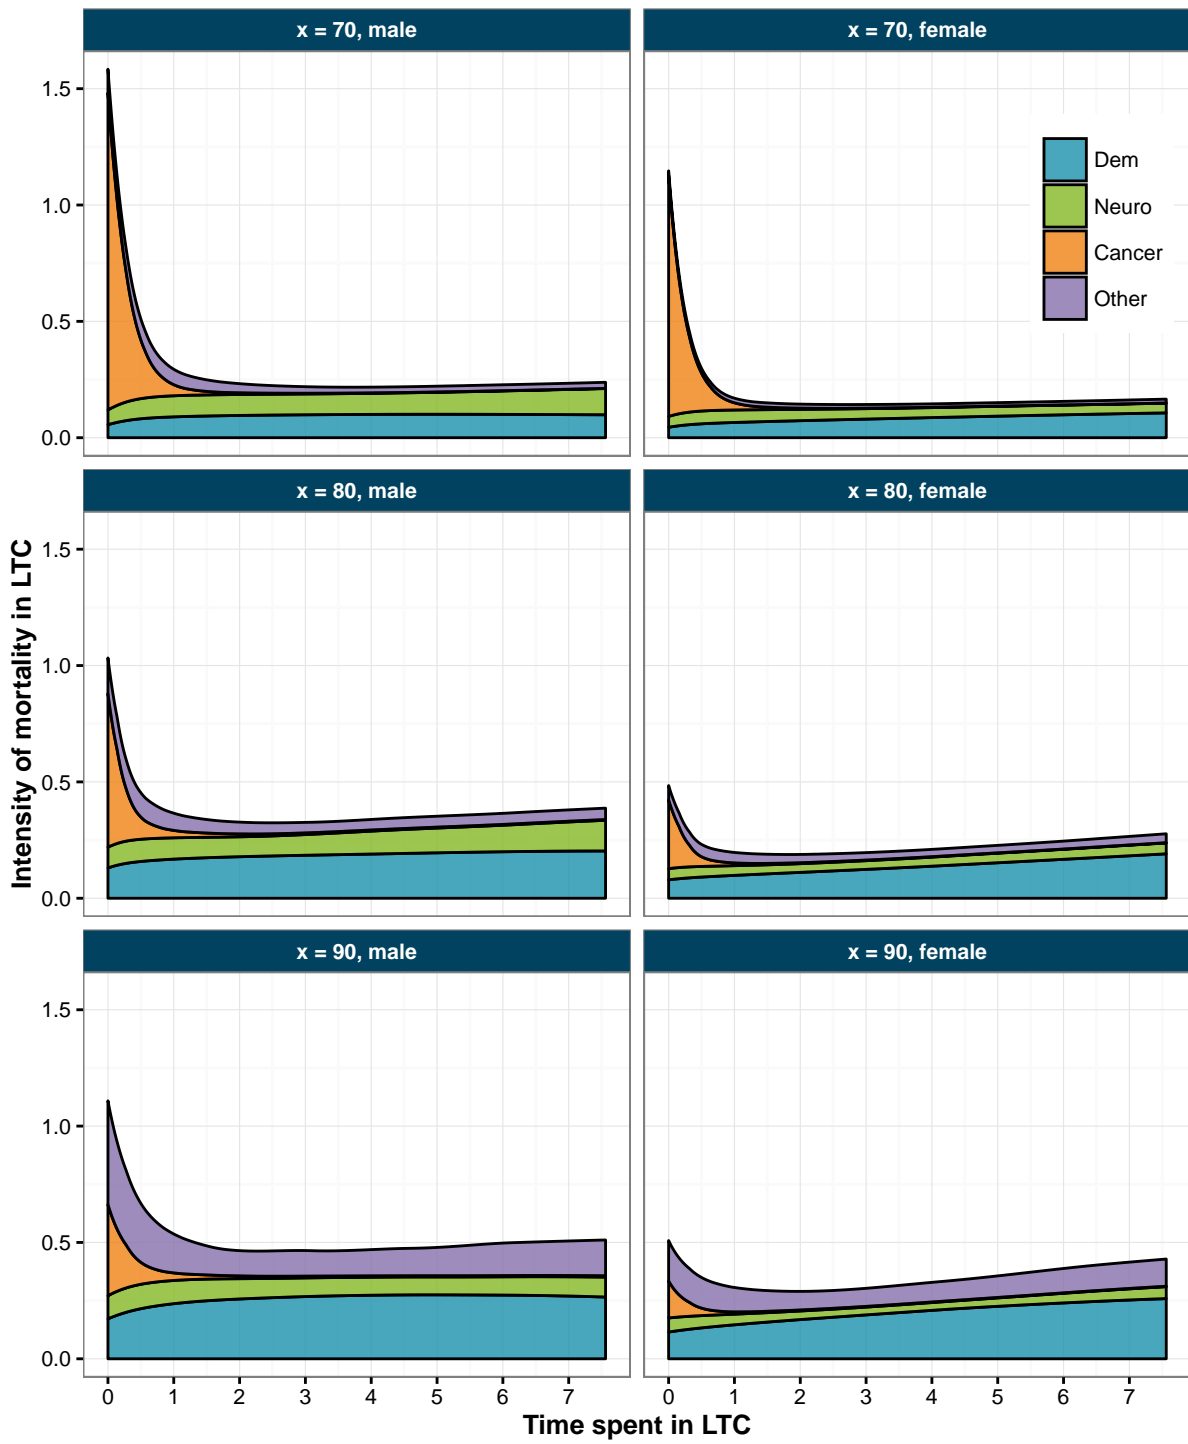 x = 70, male
x = 70, female
1.5
1.0
0.5
0.0
Dem
Neuro
Cancer
Other
x = 80, male
x = 80, female
Intensity of mortality in LTC
1.5
1.0
0.5
0.0
x = 90, male
x = 90, female
1.5
1.0
0.5
0.0
0 1 2 3 4 5 6 7
0 1 2 3 4 5 6 7
Time spent in LTC